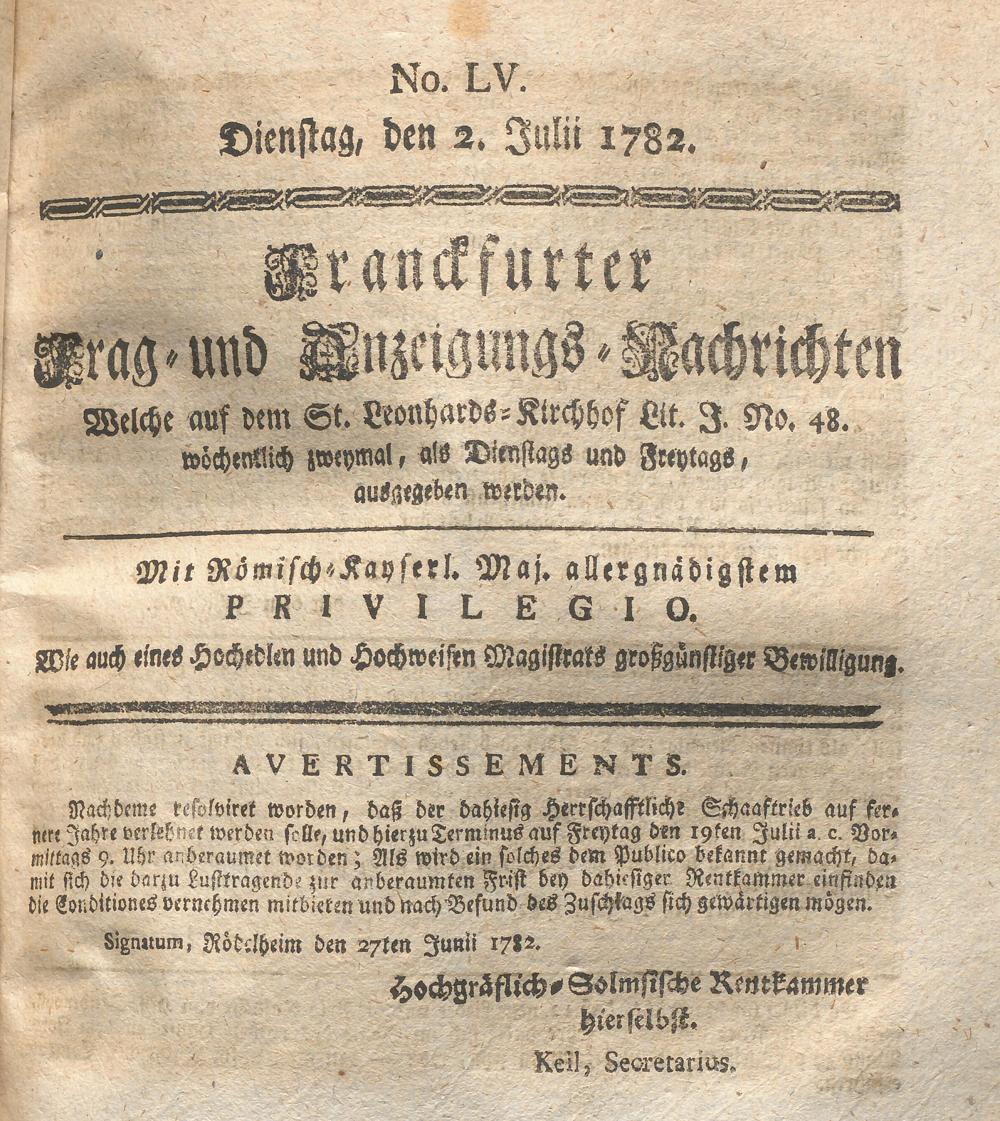 No. LV.
Dienstag, den 2. Julii 1782.
Franckfurter
Frag- und Anzeigungs-Nachrichten
Welche auf dem St. Leonhards-Kirchhof Lit. J. No. 48.
wöchentlich zweymal, als Dienstags und Freytags,
ausgegeben werden.
Mit Römisch-Kayserl. Maj. allergnädigstem
PRIVILEGIO.
Wie auch eines Hochedlen und Hochweisen Magistrats großgünstiger Bewilligung.
AVERTISSEMENTS.
Nachdeme resolviret worden, daß der dahiesig Herrschafftliche Schaaftrieb auf fer-
nere Jahre verlehnet werden solle, und hierzu Terminus auf Freytag den 19ten Julii a. c. Vor-
mittags 9. Uhr anberaumet worden; Als wird ein solches dem Publico bekannt gemacht, da-
mit sich die darzu Lusttragende zur anberaumten Frist bey dahiesiger Rentkammer einfinden
die Conditiones vernehmen mitbieten und nach Befund des Zuschlags sich gewärtigen mögen.
Signatum, Rödelheim den 27ten Junii 1782.
Hochgräflich-Solmsische Rentkammer
hierselbst.
Keil, Secretarius.